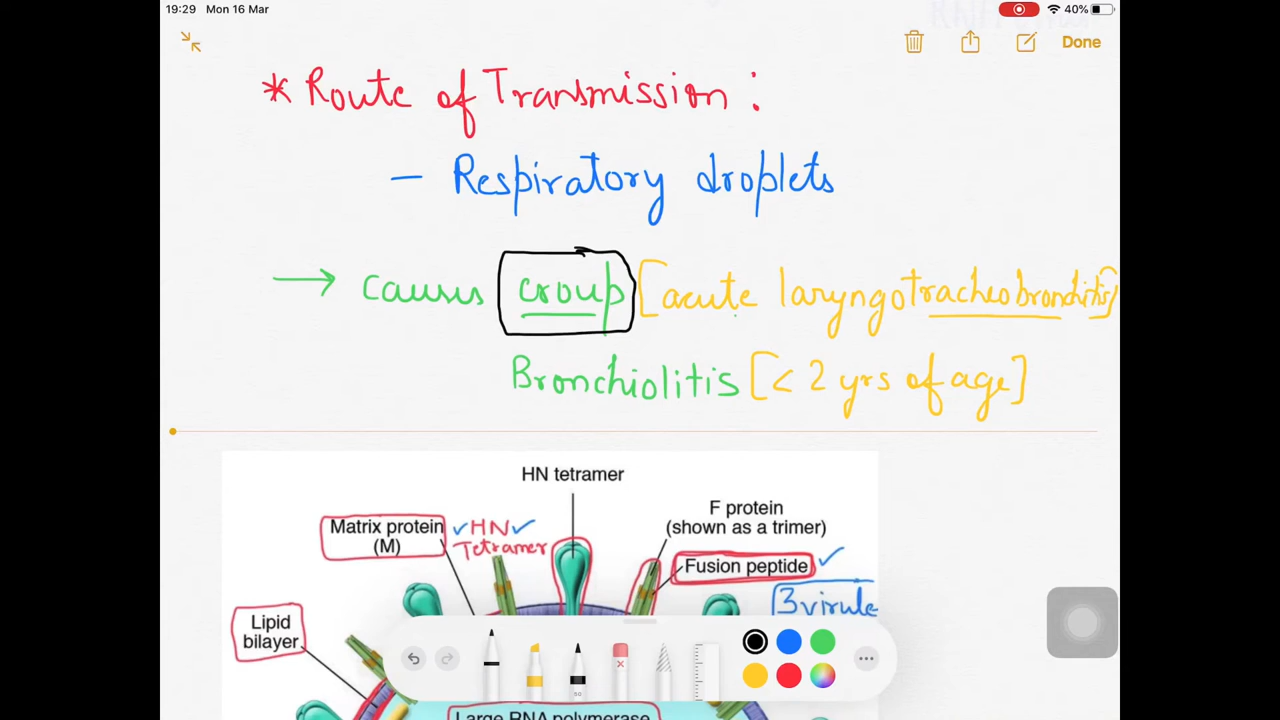 19:29 Mon 16 Mar
40%
Done
* Route of Transmission:
- Respiratory droplets
→ Causes croup [acute laryngotracheobronchitis]
Bronchiolitis [< 2 yrs of age]
HN tetramer
F protein
(shown as a trimer)
Matrix protein
(M)
✓HN✓
Tetramer
Fusion peptide ✓
3 virule
Lipid
bilayer
50
Large RNA polymerase